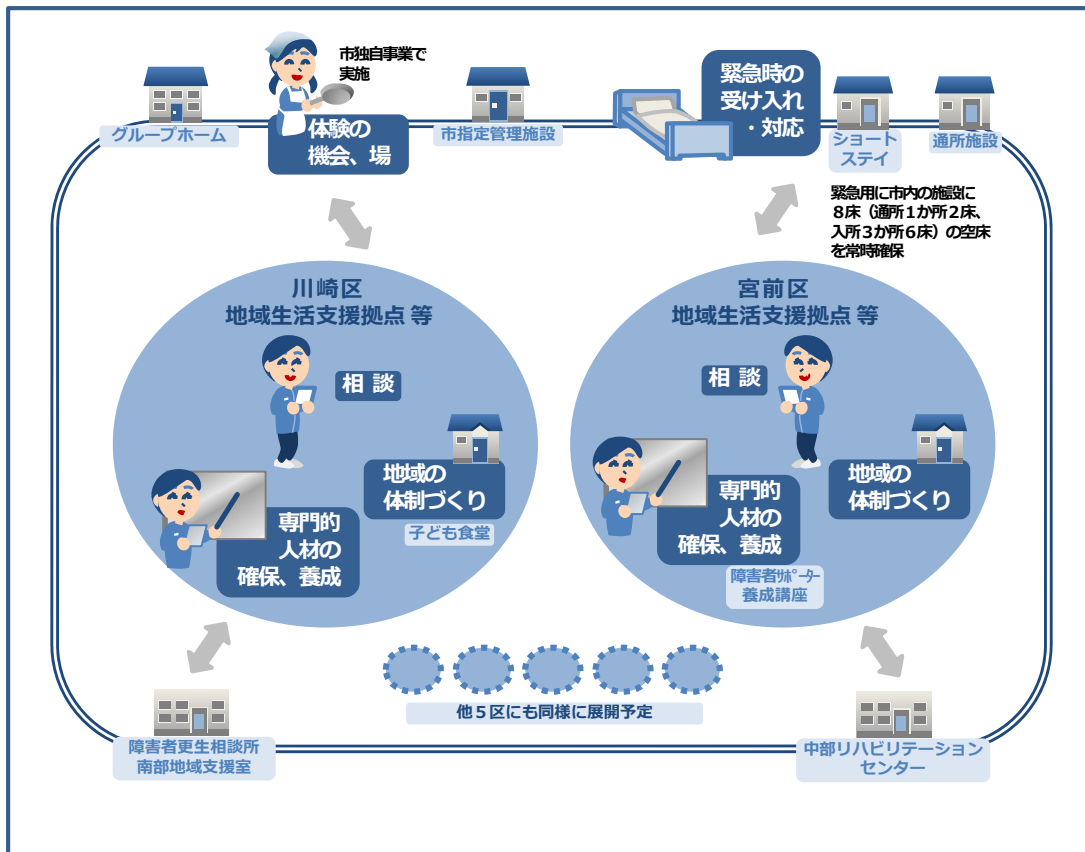 市独自事業で
実施
グループホーム
体験の
機会、場
市指定管理施設
緊急時の
受け入れ
・対応
ショート
ステイ
通所施設
緊急用に市内の施設に
８床（通所１か所２床、
入所３か所６床）の空床
を常時確保
川崎区
地域生活支援拠点 等
相 談
地域の
体制づくり
子ども食堂
専門的
人材の
確保、養成
宮前区
地域生活支援拠点 等
相 談
地域の
体制づくり
専門的
人材の
確保、養成
障害者ｻﾎﾟｰﾀｰ
養成講座
他５区にも同様に展開予定
障害者更生相談所
南部地域支援室
中部リハビリテーション
センター